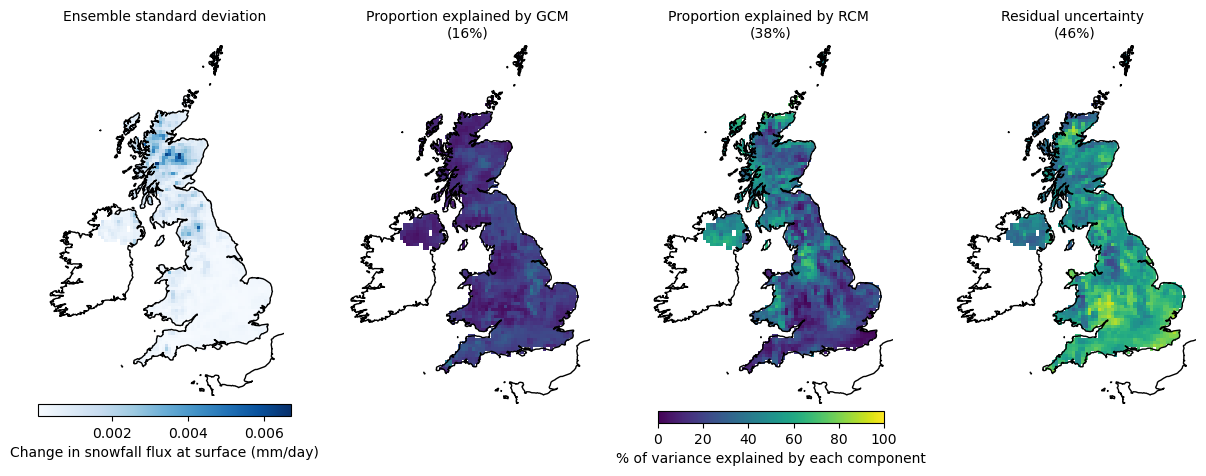 Ensemble standard deviation
Proportion explained by GCM
(16%)
Proportion explained by RCM
(38%)
Residual uncertainty
(46%)
0.002 0.004 0.006
Change in snowfall flux at surface (mm/day)
0 20 40 60 80 100
% of variance explained by each component